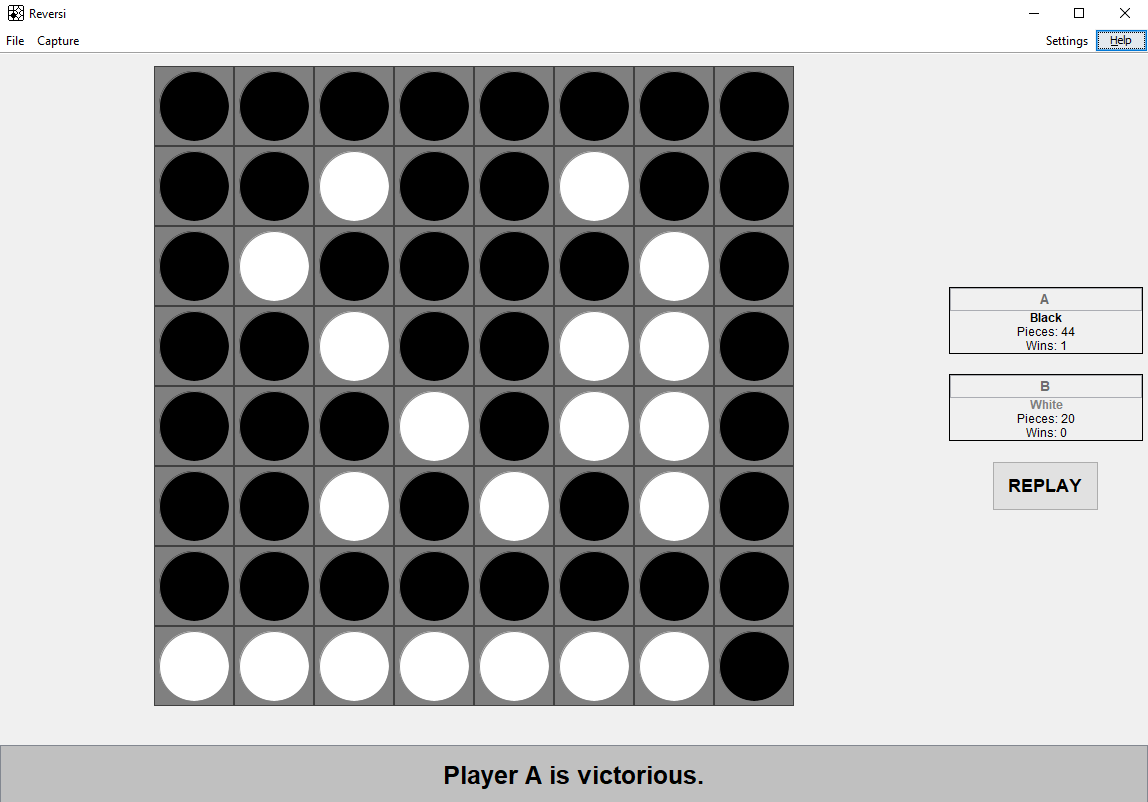 Reversi
File Capture Settings Help
A
Black
Pieces: 44
Wins: 1
B
White
Pieces: 20
Wins: 0
REPLAY
Player A is victorious.